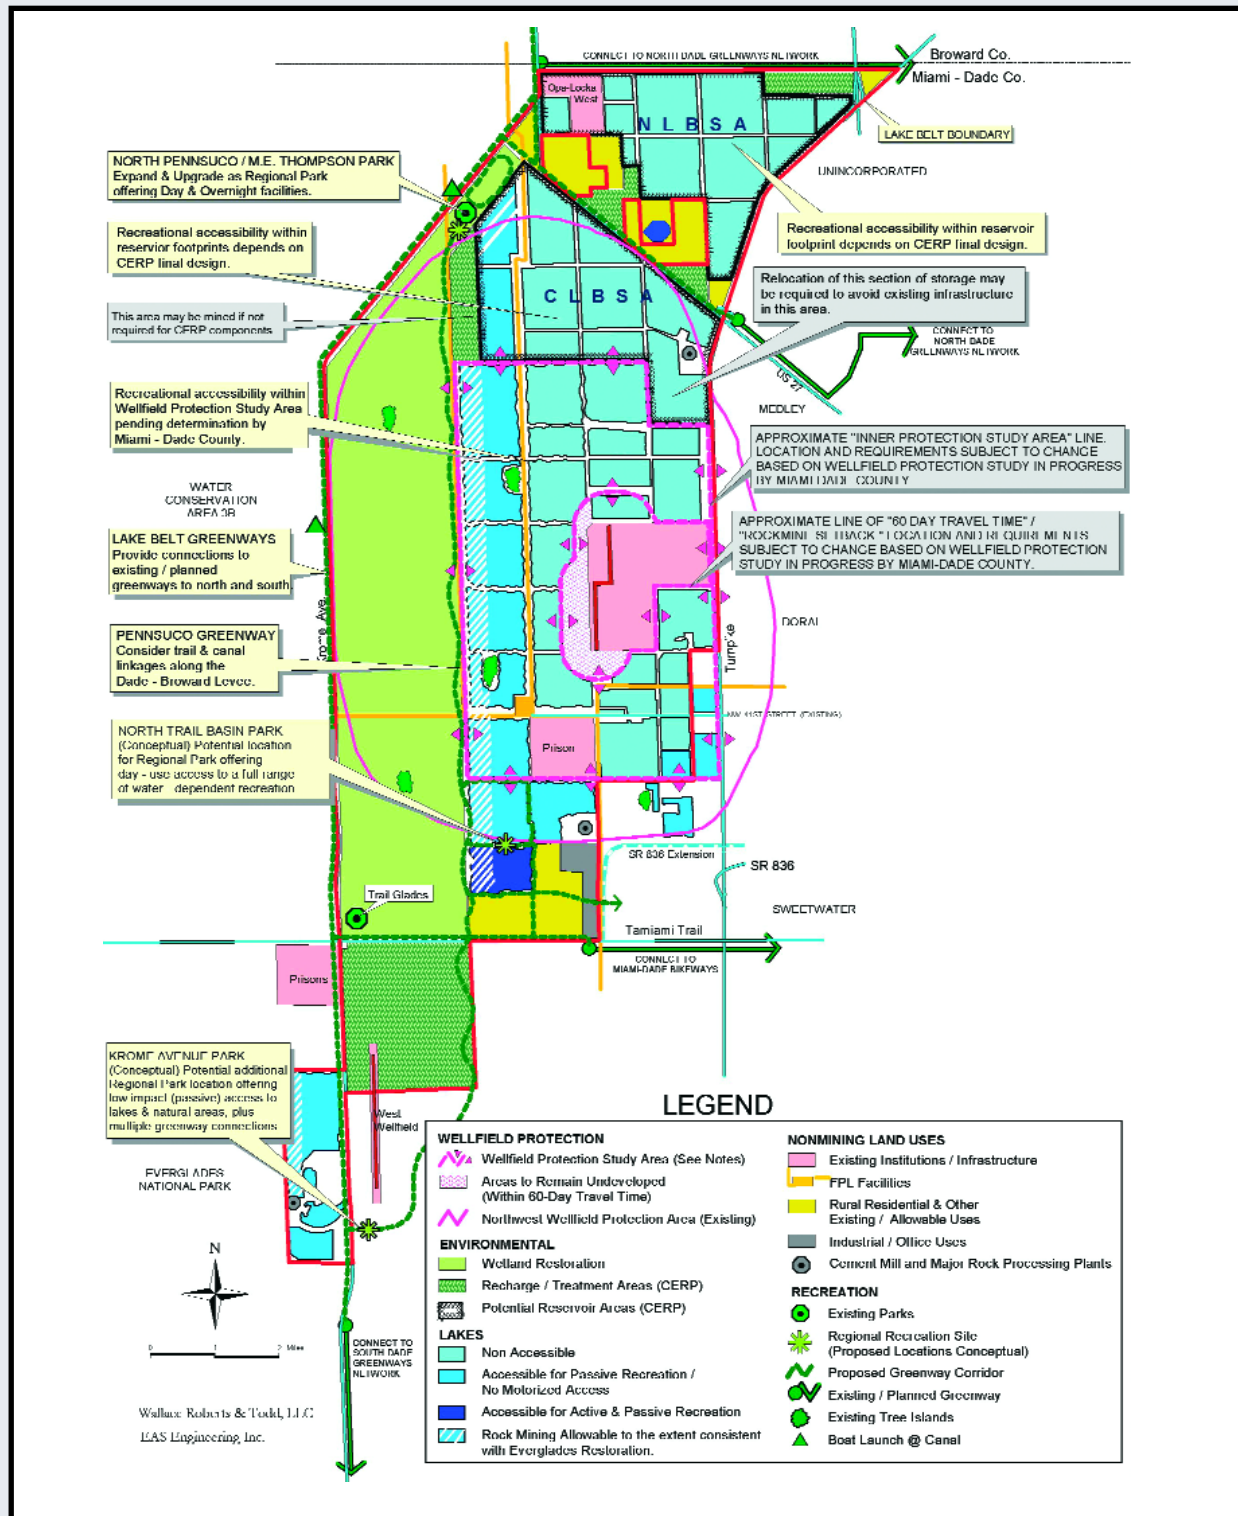 CONNECT TO NORTH DADE GREENWAYS NETWORK
Broward Co.
Miami - Dade Co.
Opa-Locka
West
N L B S A
LAKE BELT BOUNDARY
UNINCORPORATED
NORTH PENNSUCO / M.E. THOMPSON PARK
Expand & Upgrade as Regional Park
offering Day & Overnight facilities.
Recreational accessibility within
reservior footprints depends on
CERP final design.
Recreational accessibility within reservoir
footprint depends on CERP final design.
Relocation of this section of storage may
be required to avoid existing infrastructure
in this area.
C L B S A
This area may be mined if not
required for CERP components
CONNECT TO
NORTH DADE
GREENWAYS NETWORK
US 27
MEDLEY
Recreational accessibility within
Wellfield Protection Study Area
pending determination by
Miami - Dade County.
APPROXIMATE "INNER PROTECTION STUDY AREA" LINE.
LOCATION AND REQUIREMENTS SUBJECT TO CHANGE
BASED ON WELLFIELD PROTECTION STUDY IN PROGRESS
BY MIAMI DADE COUNTY
WATER
CONSERVATION
AREA 3B
APPROXIMATE LINE OF "60 DAY TRAVEL TIME" /
"ROCKMINE SETBACK" LOCATION AND REQUIREMENTS
SUBJECT TO CHANGE BASED ON WELLFIELD PROTECTION
STUDY IN PROGRESS BY MIAMI-DADE COUNTY.
LAKE BELT GREENWAYS
Provide connections to
existing / planned
greenways to north and south.
Krome Ave.
DORAL
Turnpike
PENNSUCO GREENWAY
Consider trail & canal
linkages along the
Dade - Broward Levee.
NW 41ST STREET (EXISTING)
NORTH TRAIL BASIN PARK
(Conceptual) Potential location
for Regional Park offering
day - use access to a full range
of water dependent recreation
Prison
SR 836 Extension
SR 836
Trail Glades
SWEETWATER
Tamiami Trail
CONNECT TO
MIAMI-DADE BIKEWAYS
Prisons
KROME AVENUE PARK
(Conceptual) Potential additional
Regional Park location offering
low impact (passive) access to
lakes & natural areas, plus
multiple greenway connections
West
Wellfield
EVERGLADES
NATIONAL PARK
N
0 1 2 Miles
CONNECT TO
SOUTH DADE
GREENWAYS
NETWORK
Wallace Roberts & Todd, LLC
EAS Engineering Inc.
LEGEND
WELLFIELD PROTECTION
Wellfield Protection Study Area (See Notes)
Areas to Remain Undeveloped
(Within 60-Day Travel Time)
Northwest Wellfield Protection Area (Existing)
ENVIRONMENTAL
Wetland Restoration
Recharge / Treatment Areas (CERP)
Potential Reservoir Areas (CERP)
LAKES
Non Accessible
Accessible for Passive Recreation /
No Motorized Access
Accessible for Active & Passive Recreation
Rock Mining Allowable to the extent consistent
with Everglades Restoration.
NONMINING LAND USES
Existing Institutions / Infrastructure
FPL Facilities
Rural Residential & Other
Existing / Allowable Uses
Industrial / Office Uses
Cement Mill and Major Rock Processing Plants
RECREATION
Existing Parks
Regional Recreation Site
(Proposed Locations Conceptual)
Proposed Greenway Corridor
Existing / Planned Greenway
Existing Tree Islands
Boat Launch @ Canal